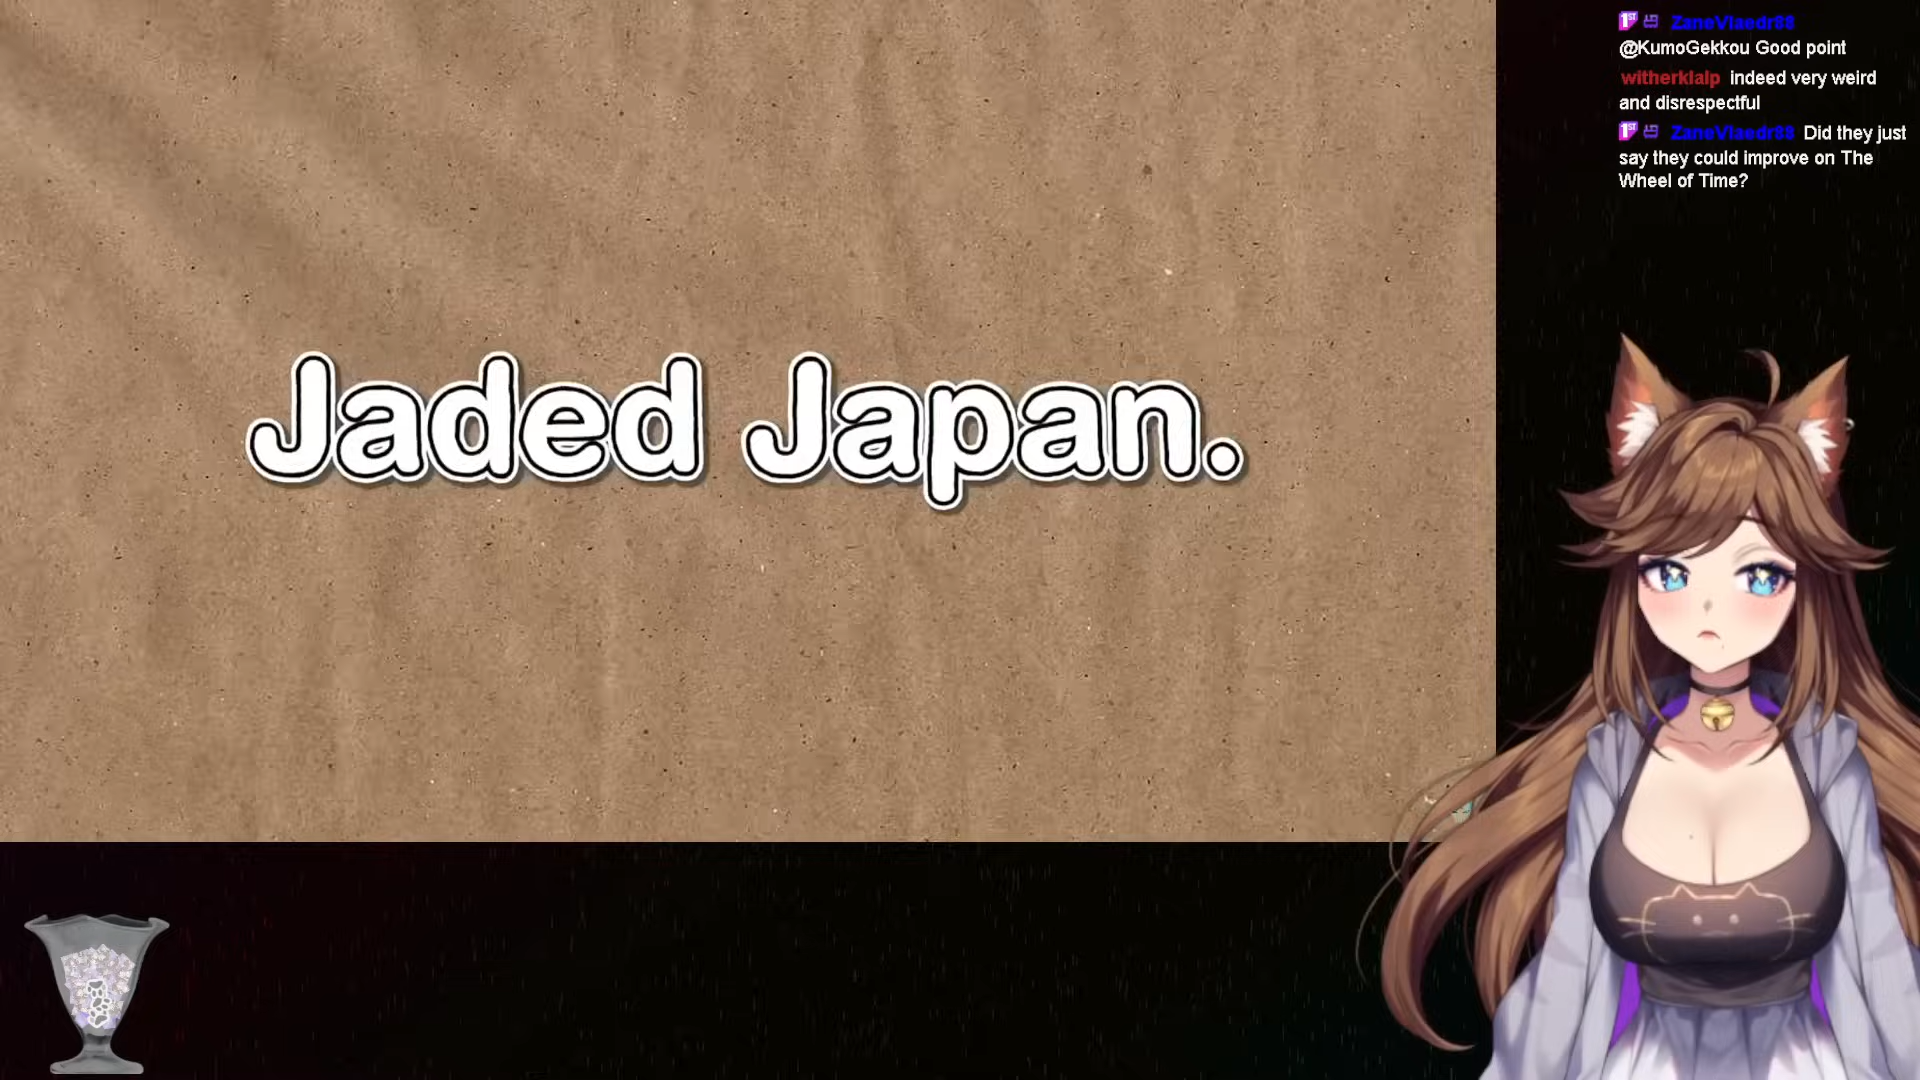 Jaded Japan.
ZaneVlaedr88
@KumoGekkou Good point
witherklalp indeed very weird
and disrespectful
ZaneVlaedr88 Did they just
say they could improve on The
Wheel of Time?